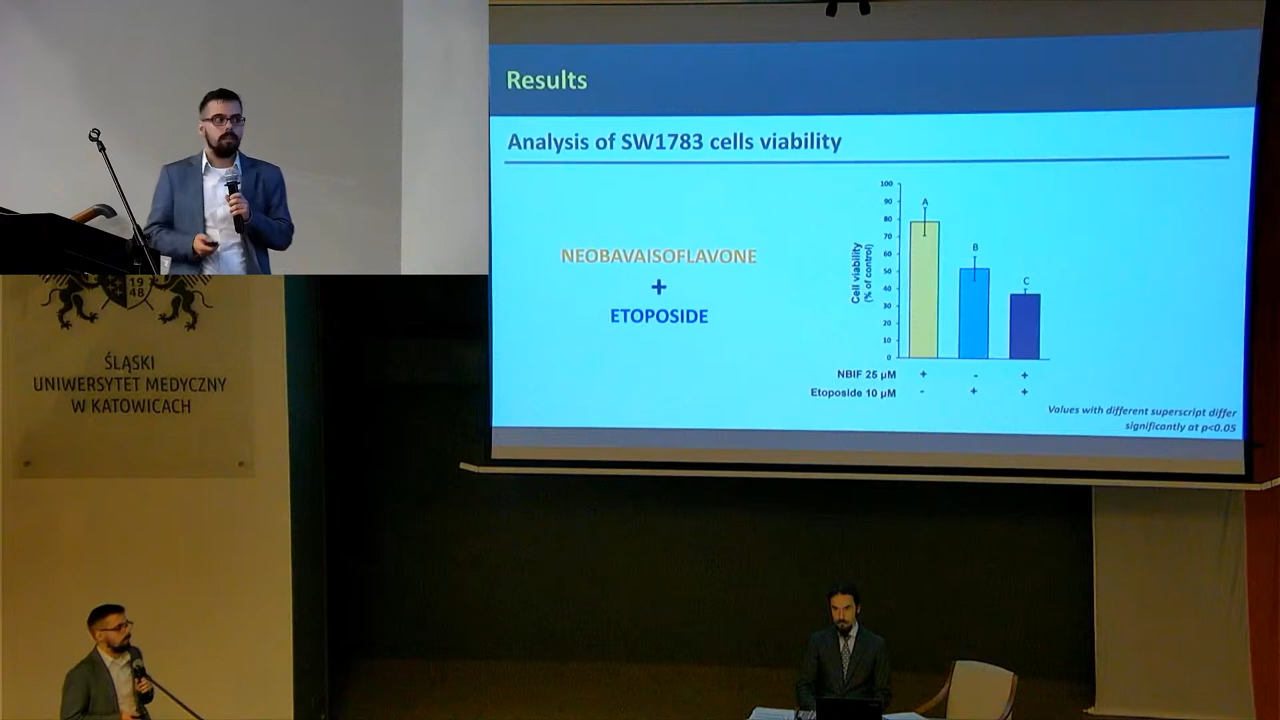 Results
Analysis of SW1783 cells viability
NEOBAVAISOFLAVONE
+
ETOPOSIDE
Cell viability
(% of control)
100
90
80
70
60
50
40
30
20
10
0
A
B
C
NBIF 25 µM + - +
Etoposide 10 µM - + +
Values with different superscript differ
significantly at p<0.05
19
48
ŚLĄSKI
UNIWERSYTET MEDYCZNY
W KATOWICACH